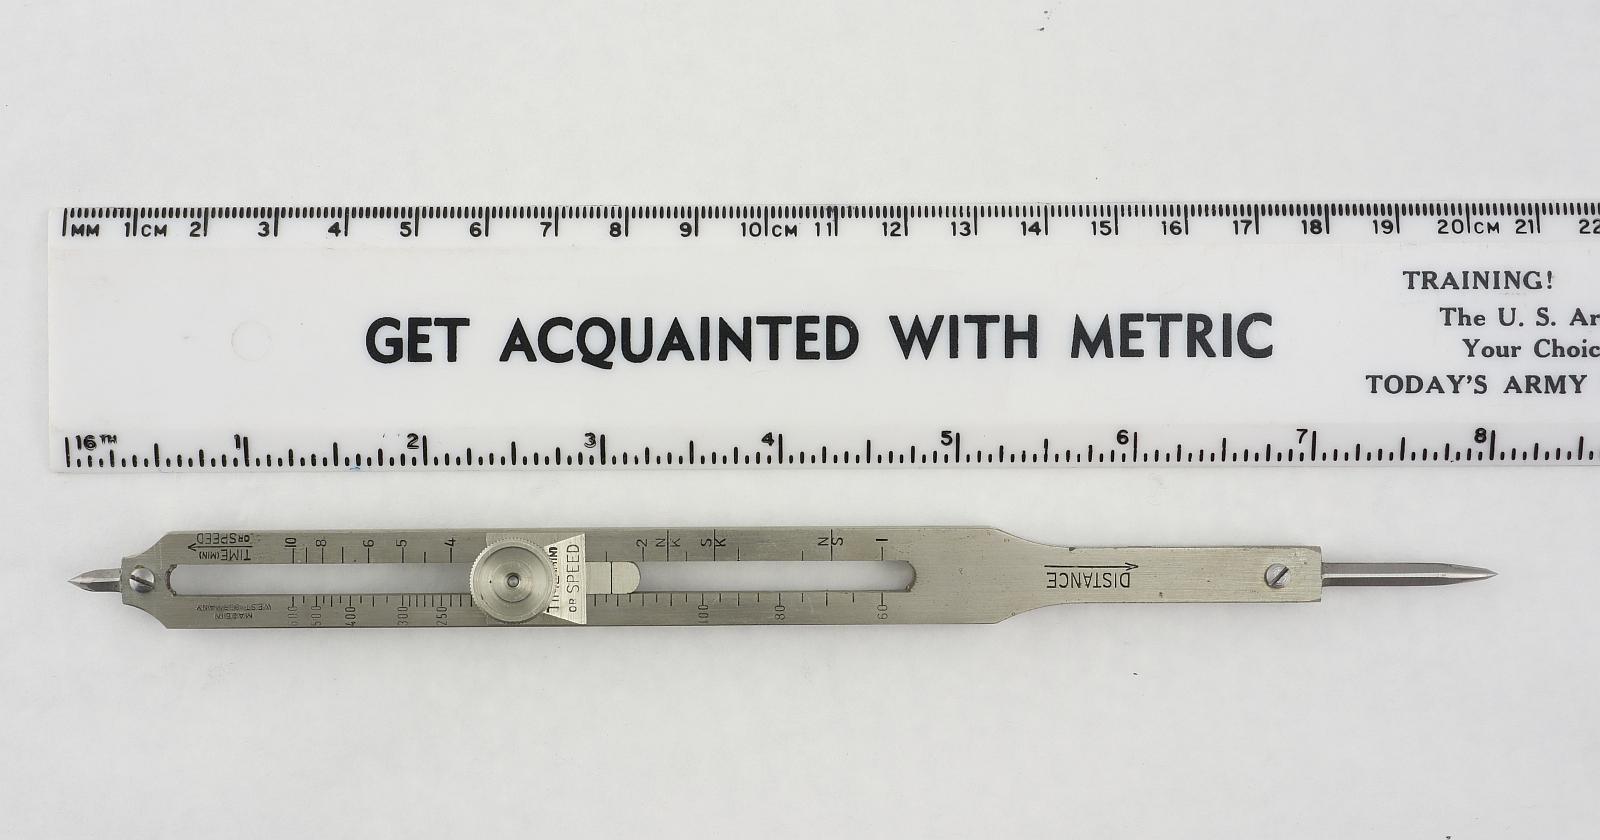 MM 1 CM 2 3 4 5 6 7 8 9 10 CM 11 12 13 14 15 16 17 18 19 20 CM 21 22
TRAINING!
GET ACQUAINTED WITH METRIC
The U. S. Ar
Your Choic
TODAY'S ARMY
16TH 1 2 3 4 5 6 7 8
OR SPEED
TIME (MIN)
10 8 6 5 4 2 N K S K N S 1
OR SPEED
DISTANCE
WEST-GERMANY
500 400 300 250 100 80 60